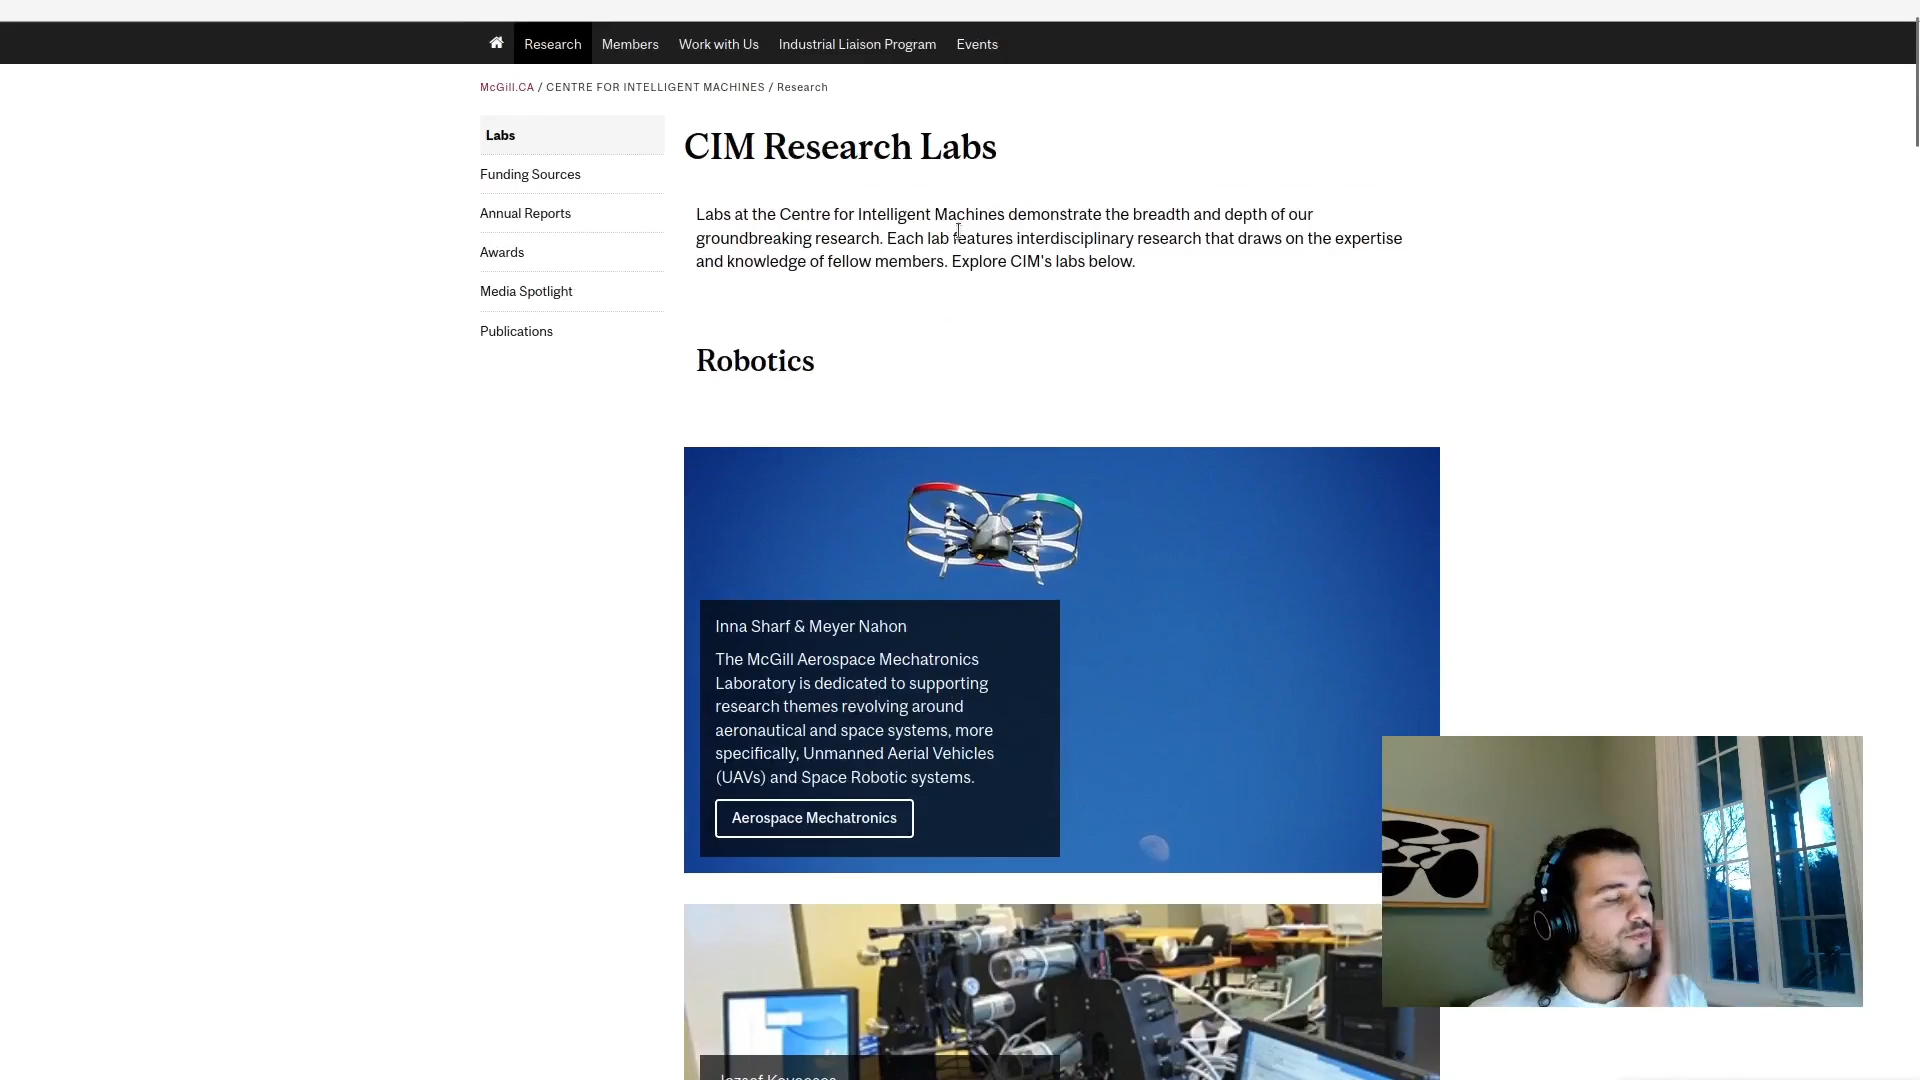 Research Members Work with Us Industrial Liaison Program Events
McGill.CA / CENTRE FOR INTELLIGENT MACHINES / Research
Labs
Funding Sources
Annual Reports
Awards
Media Spotlight
Publications
CIM Research Labs
Labs at the Centre for Intelligent Machines demonstrate the breadth and depth of our
groundbreaking research. Each lab features interdisciplinary research that draws on the expertise
and knowledge of fellow members. Explore CIM's labs below.
Robotics
Inna Sharf & Meyer Nahon
The McGill Aerospace Mechatronics
Laboratory is dedicated to supporting
research themes revolving around
aeronautical and space systems, more
specifically, Unmanned Aerial Vehicles
(UAVs) and Space Robotic systems.
Aerospace Mechatronics